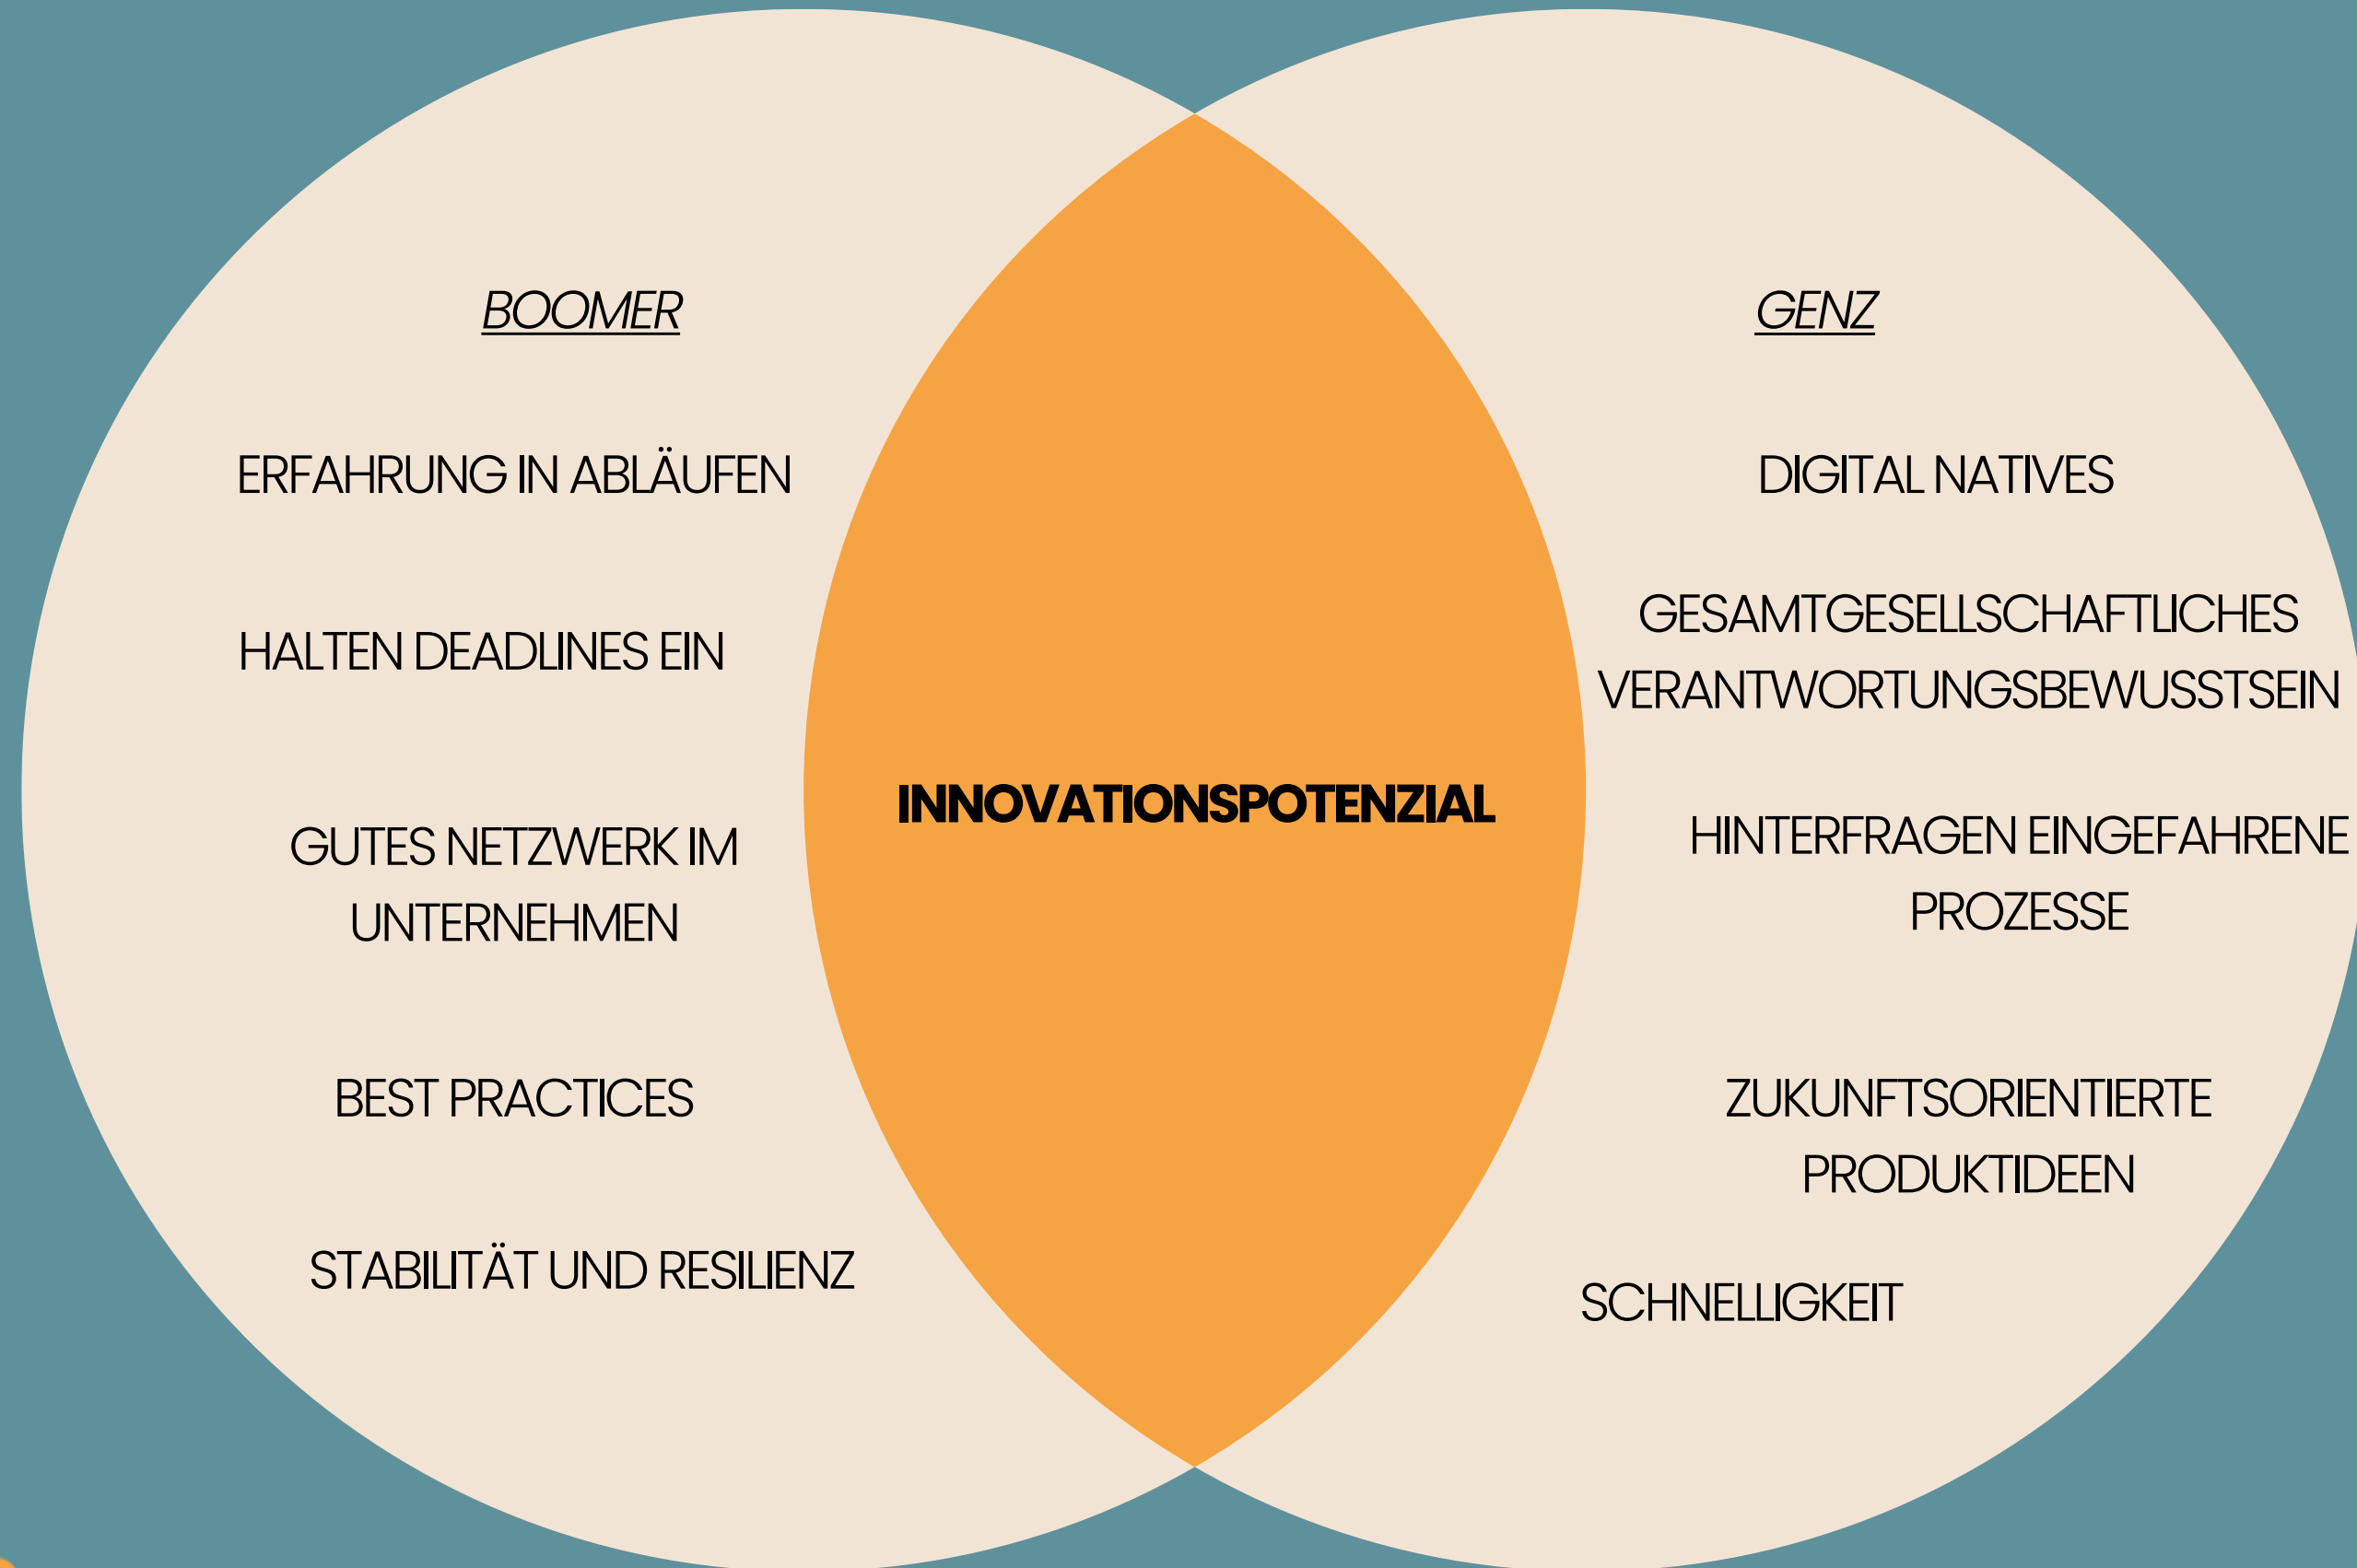 BOOMER
ERFAHRUNG IN ABLÄUFEN
HALTEN DEADLINES EIN
GUTES NETZWERK IM
UNTERNEHMEN
BEST PRACTICES
STABILITÄT UND RESILIENZ
INNOVATIONSPOTENZIAL
GENZ
DIGITAL NATIVES
GESAMTGESELLSCHAFTLICHES
VERANTWORTUNGSBEWUSSTSEIN
HINTERFRAGEN EINGEFAHRENE
PROZESSE
ZUKUNFTSORIENTIERTE
PRODUKTIDEEN
SCHNELLIGKEIT